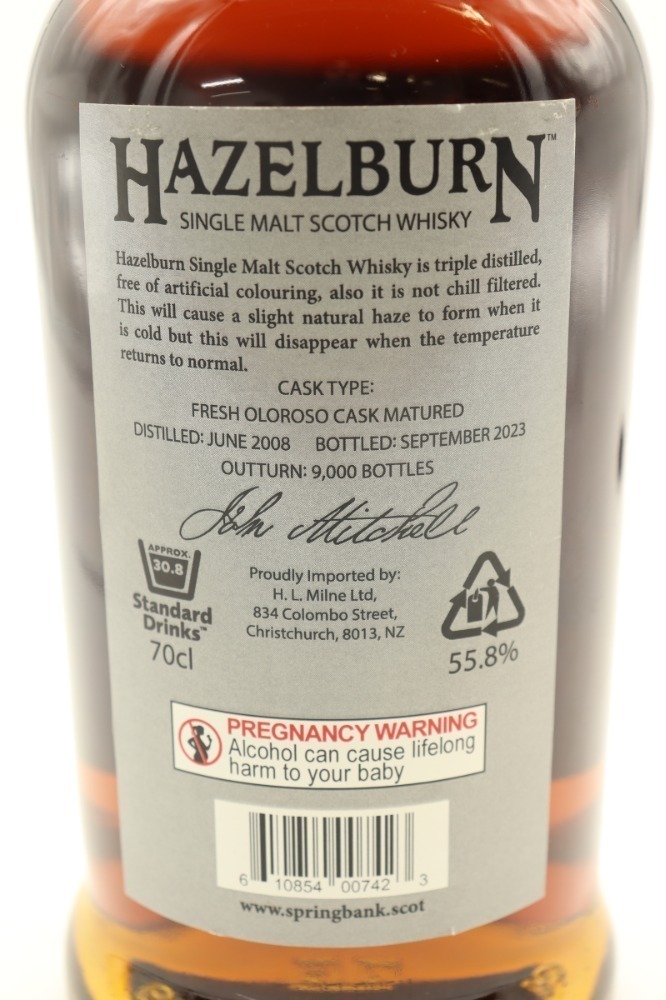 HAZELBURN™
SINGLE MALT SCOTCH WHISKY
Hazelburn Single Malt Scotch Whisky is triple distilled,
free of artificial colouring, also it is not chill filtered.
This will cause a slight natural haze to form when it
is cold but this will disappear when the temperature
returns to normal.
CASK TYPE:
FRESH OLOROSO CASK MATURED
DISTILLED: JUNE 2008 BOTTLED: SEPTEMBER 2023
OUTTURN: 9,000 BOTTLES
John Mitchell
APPROX.
30.8
Standard
Drinks™
70cl
Proudly Imported by:
H. L. Milne Ltd,
834 Colombo Street,
Christchurch, 8013, NZ
55.8%
PREGNANCY WARNING
Alcohol can cause lifelong
harm to your baby
6 10854 00742 3
www.springbank.scot